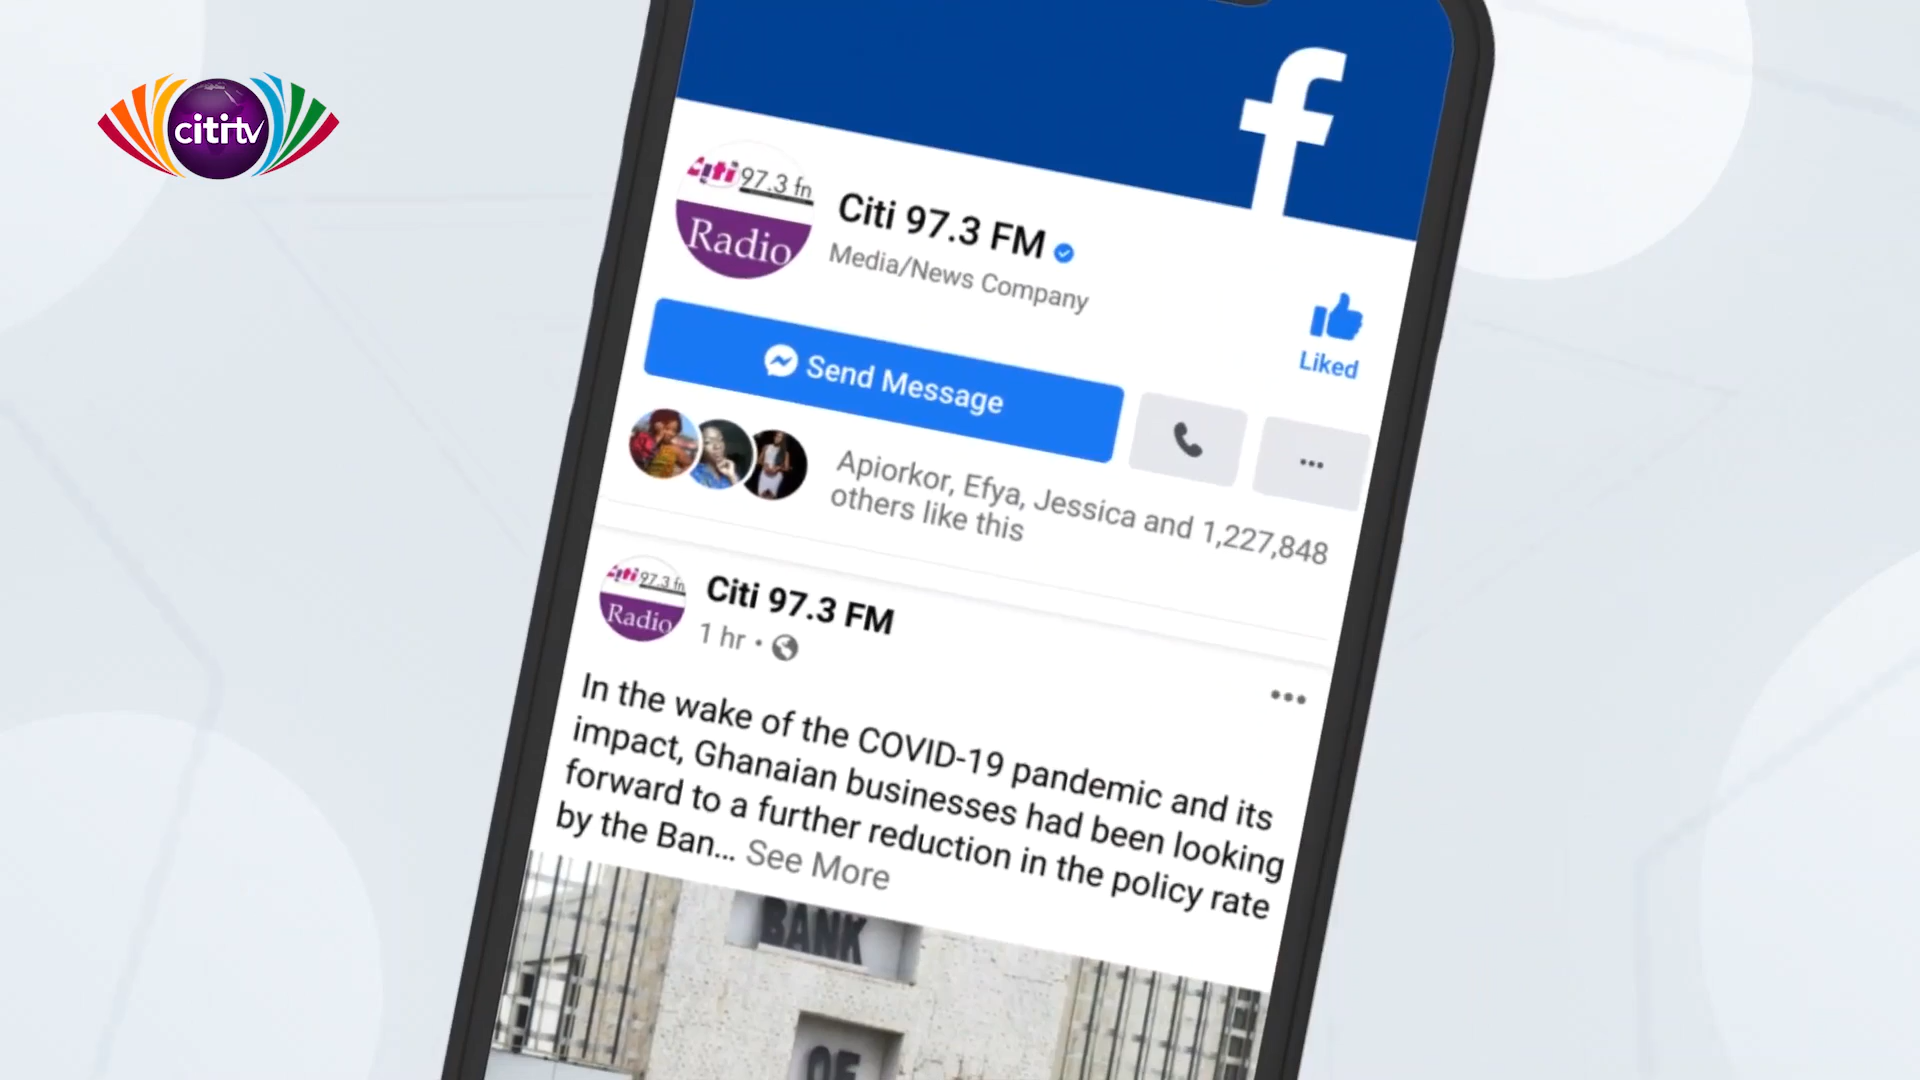 cititv
f
citi 97.3 fm
Radio
Citi 97.3 FM
Media/News Company
Liked
Send Message
Apiorkor, Efya, Jessica and 1,227,848
others like this
citi 97.3 fm
Radio
Citi 97.3 FM
1 hr •
In the wake of the COVID-19 pandemic and its
impact, Ghanaian businesses had been looking
forward to a further reduction in the policy rate
by the Ban... See More
BANK
OF